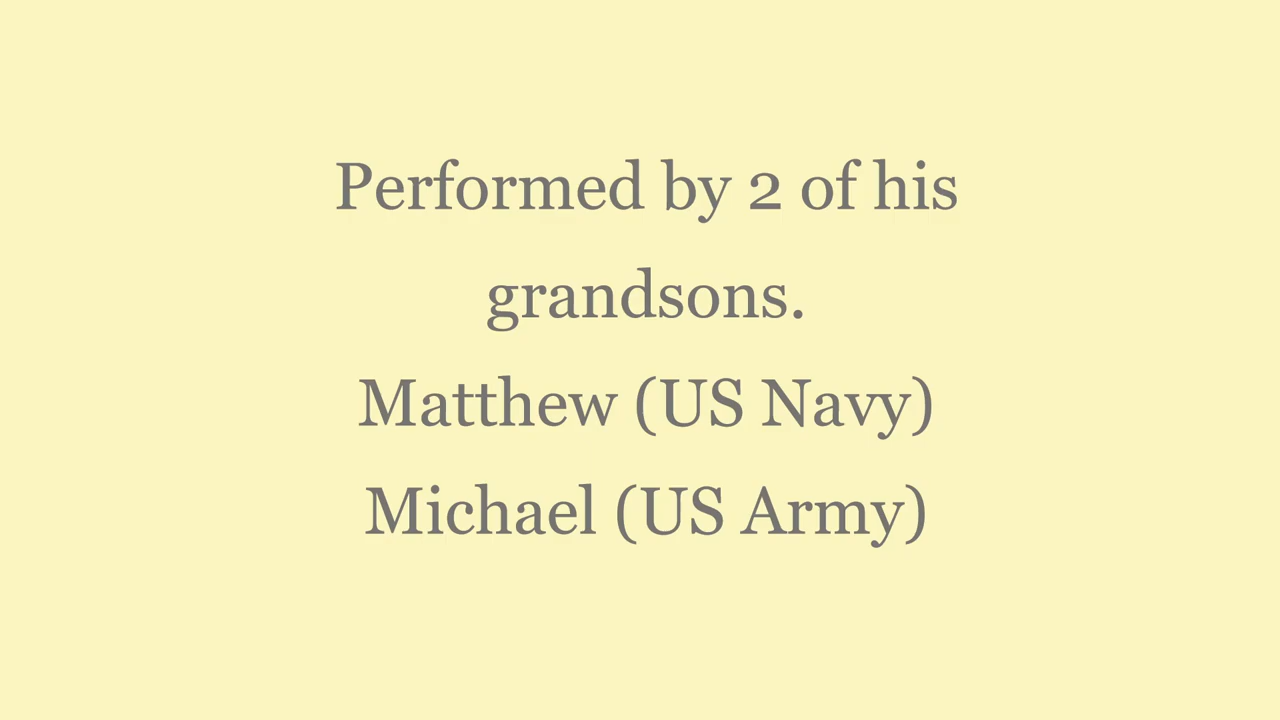 Performed by 2 of his
grandsons.
Matthew (US Navy)
Michael (US Army)